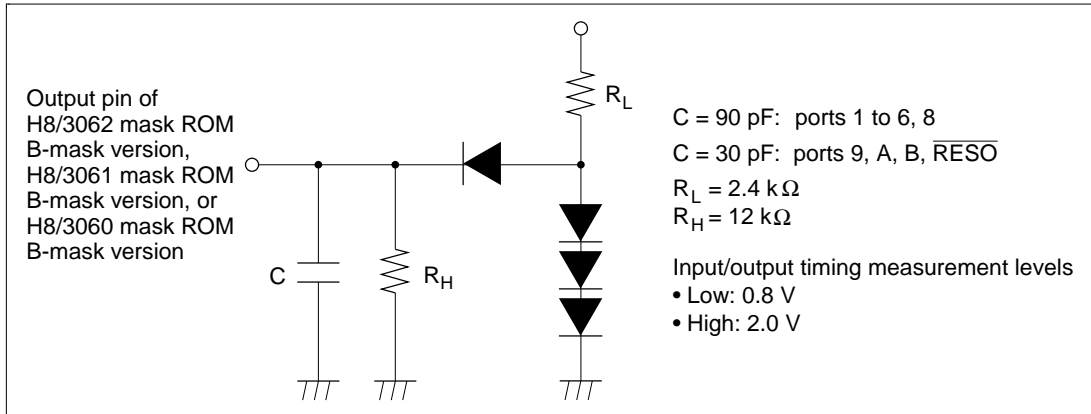 Output pin of
H8/3062 mask ROM
B-mask version,
H8/3061 mask ROM
B-mask version, or
H8/3060 mask ROM
B-mask version
C
R_H
R_L
C = 90 pF: ports 1 to 6, 8
C = 30 pF: ports 9, A, B, R̅E̅S̅O̅
R_L = 2.4 kΩ
R_H = 12 kΩ
Input/output timing measurement levels
• Low: 0.8 V
• High: 2.0 V